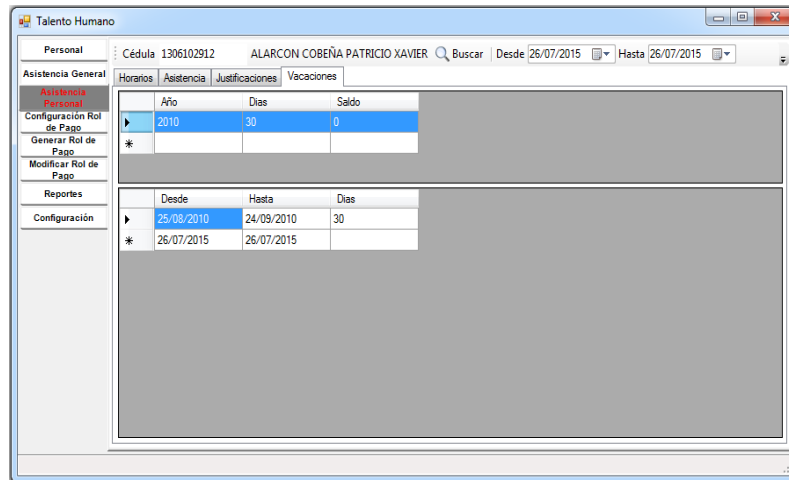 Talento Humano
Personal
Asistencia General
Asistencia
Personal
Configuración Rol
de Pago
Generar Rol de
Pago
Modificar Rol de
Pago
Reportes
Configuración
Cédula 1306102912 ALARCON COBEÑA PATRICIO XAVIER Buscar Desde 26/07/2015 Hasta 26/07/2015
Horarios Asistencia Justificaciones Vacaciones
Año Dias Saldo
2010 30 0
Desde Hasta Dias
25/08/2010 24/09/2010 30
26/07/2015 26/07/2015